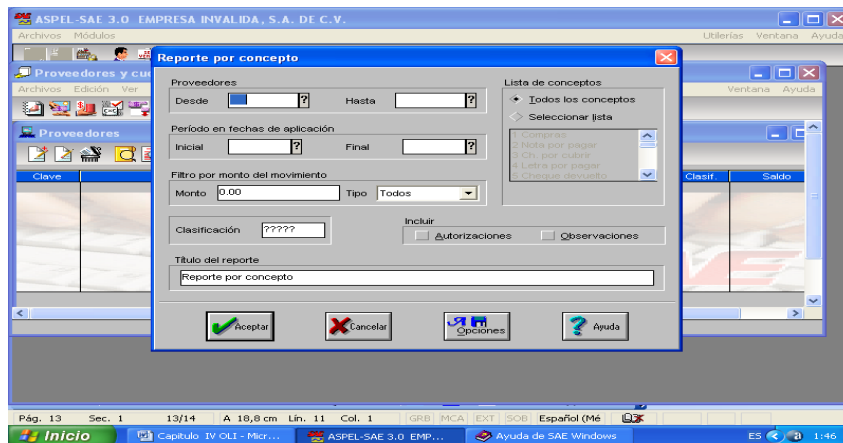 ASPEL-SAE 3.0 EMPRESA INVALIDA, S.A. DE C.V.
Archivos Módulos Utilerías Ventana Ayuda
Reporte por concepto
Proveedores y cu
Archivos Edición Ver Ventana Ayuda
Proveedores
Clave Clasif. Saldo
Proveedores
Desde ? Hasta ?
Período en fechas de aplicación
Inicial ? Final ?
Filtro por monto del movimiento
Monto 0.00 Tipo Todos
Clasificación ?????
Lista de conceptos
Todos los conceptos
Seleccionar lista
1 Compras
2 Nota por pagar
3 Ch. por cubrir
4 Letra por pagar
5 Cheque devuelto
Incluir
Autorizaciones Observaciones
Título del reporte
Reporte por concepto
Aceptar Cancelar Opciones Ayuda
Pág. 13 Sec. 1 13/14 A 18,8 cm Lín. 11 Col. 1 GRB MCA EXT SOB Español (Mé
Inicio Capitulo IV OLI - Micr... ASPEL-SAE 3.0 EMP... Ayuda de SAE Windows ES 1:46